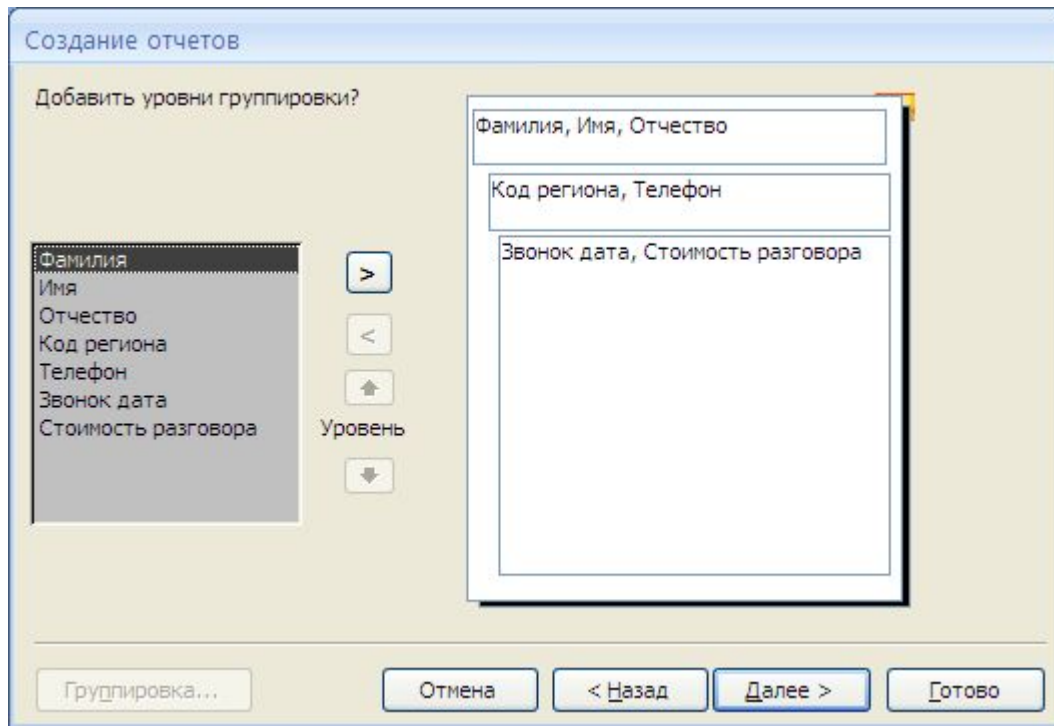 Создание отчетов
Добавить уровни группировки?
Фамилия
Имя
Отчество
Код региона
Телефон
Звонок дата
Стоимость разговора
>
<
Уровень
Фамилия, Имя, Отчество
Код региона, Телефон
Звонок дата, Стоимость разговора
Группировка...
Отмена
< Назад
Далее >
Готово